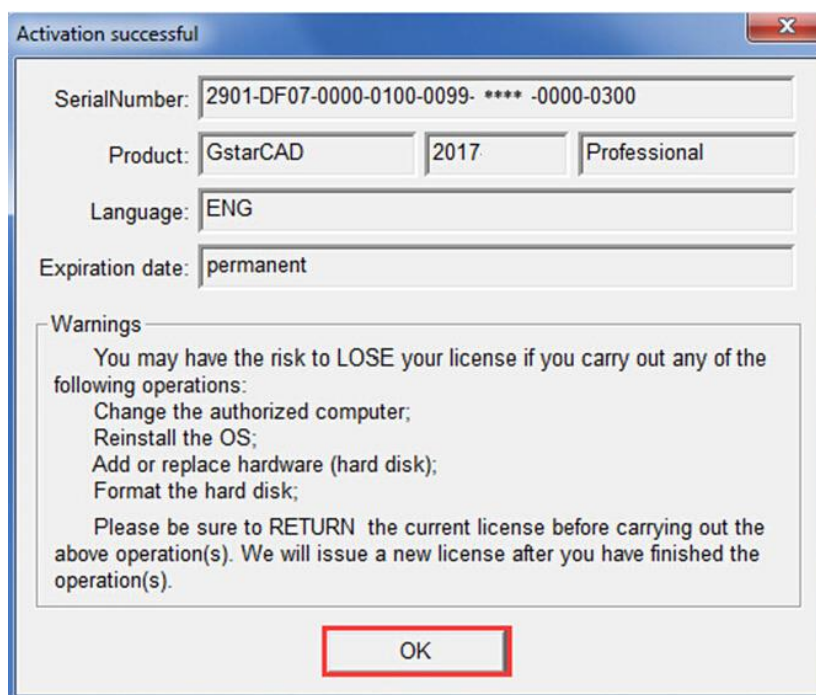 Activation successful
SerialNumber: 2901-DF07-0000-0100-0099- **** -0000-0300
Product: GstarCAD 2017 Professional
Language: ENG
Expiration date: permanent
Warnings
You may have the risk to LOSE your license if you carry out any of the
following operations:
Change the authorized computer;
Reinstall the OS;
Add or replace hardware (hard disk);
Format the hard disk;
Please be sure to RETURN the current license before carrying out the
above operation(s). We will issue a new license after you have finished the
operation(s).
OK